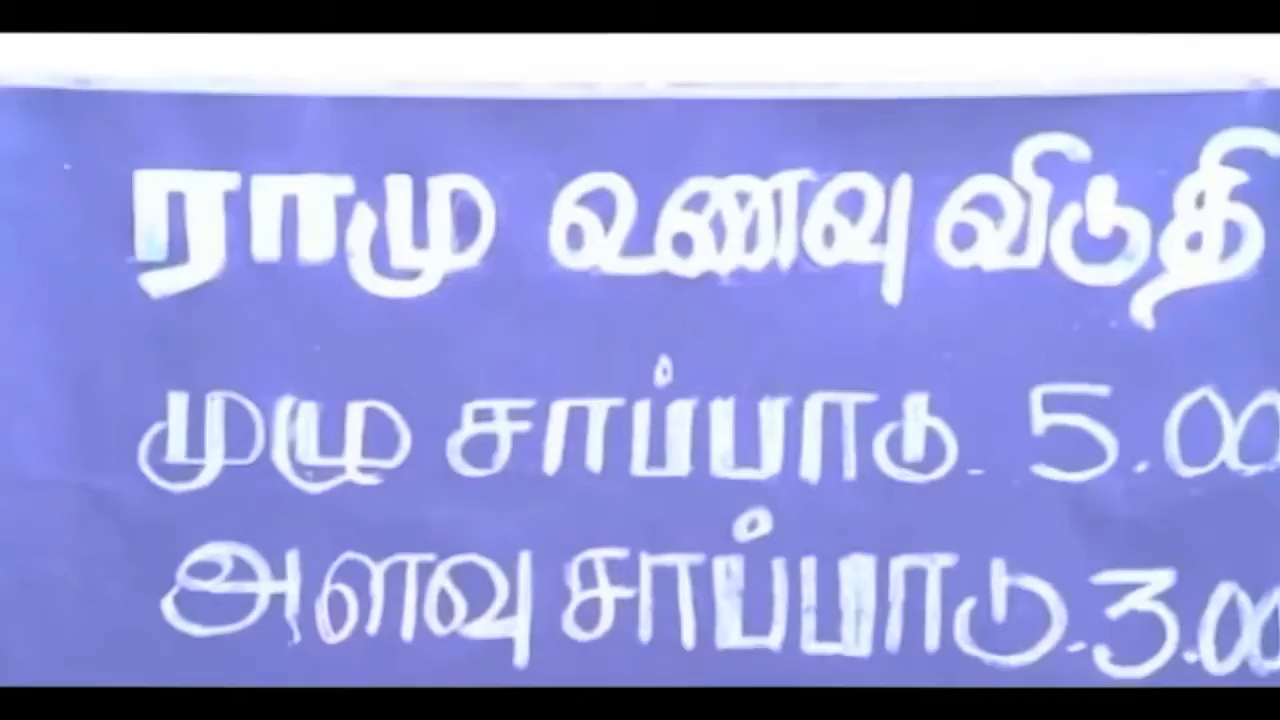 ராமு உணவு விடுதி
முழு சாப்பாடு. 5.00
அளவு சாப்பாடு.3.00